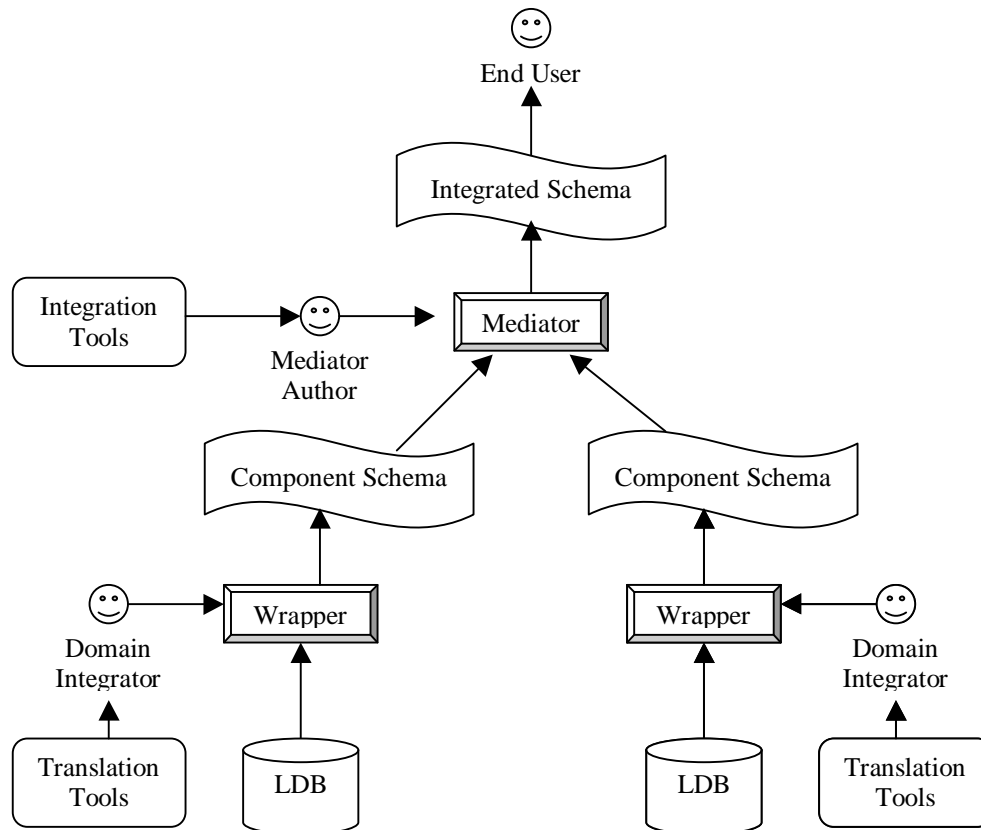 End User
Integrated Schema
Integration
Tools
Mediator
Author
Mediator
Component Schema
Component Schema
Wrapper
Wrapper
Domain
Integrator
Domain
Integrator
Translation
Tools
LDB
LDB
Translation
Tools